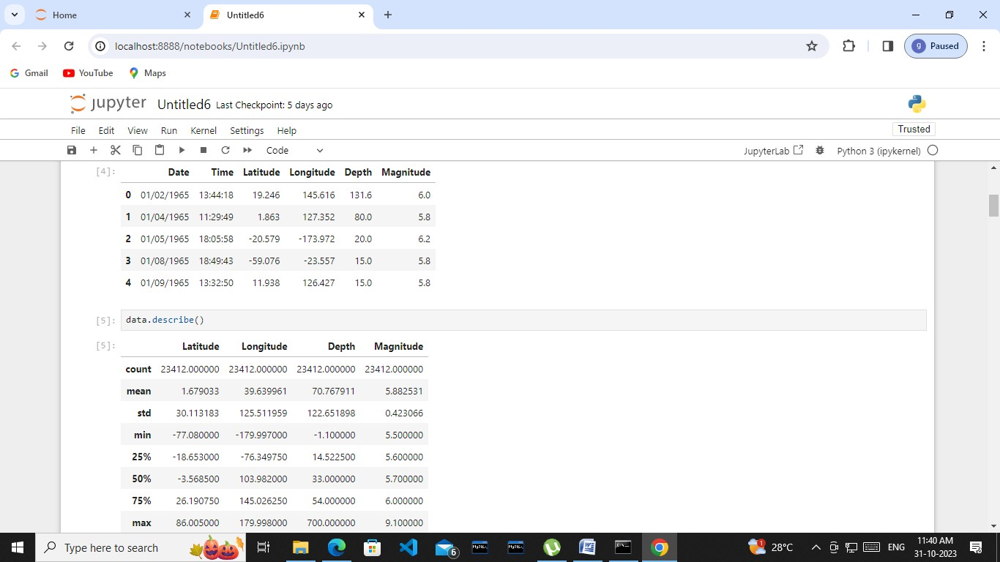 Home
Untitled6
localhost:8888/notebooks/Untitled6.ipynb
g Paused
Gmail YouTube Maps
jupyter Untitled6 Last Checkpoint: 5 days ago
File Edit View Run Kernel Settings Help
Trusted
Code
JupyterLab Python 3 (ipykernel)
[4]:
Date Time Latitude Longitude Depth Magnitude
0 01/02/1965 13:44:18 19.246 145.616 131.6 6.0
1 01/04/1965 11:29:49 1.863 127.352 80.0 5.8
2 01/05/1965 18:05:58 -20.579 -173.972 20.0 6.2
3 01/08/1965 18:49:43 -59.076 -23.557 15.0 5.8
4 01/09/1965 13:32:50 11.938 126.427 15.0 5.8
[5]: data.describe()
[5]:
Latitude Longitude Depth Magnitude
count 23412.000000 23412.000000 23412.000000 23412.000000
mean 1.679033 39.639961 70.767911 5.882531
std 30.113183 125.511959 122.651898 0.423066
min -77.080000 -179.997000 -1.100000 5.500000
25% -18.653000 -76.349750 14.522500 5.600000
50% -3.568500 103.982000 33.000000 5.700000
75% 26.190750 145.026250 54.000000 6.000000
max 86.005000 179.998000 700.000000 9.100000
Type here to search
6
MySQL
MySQL
1
28°C
ENG
11:40 AM
31-10-2023